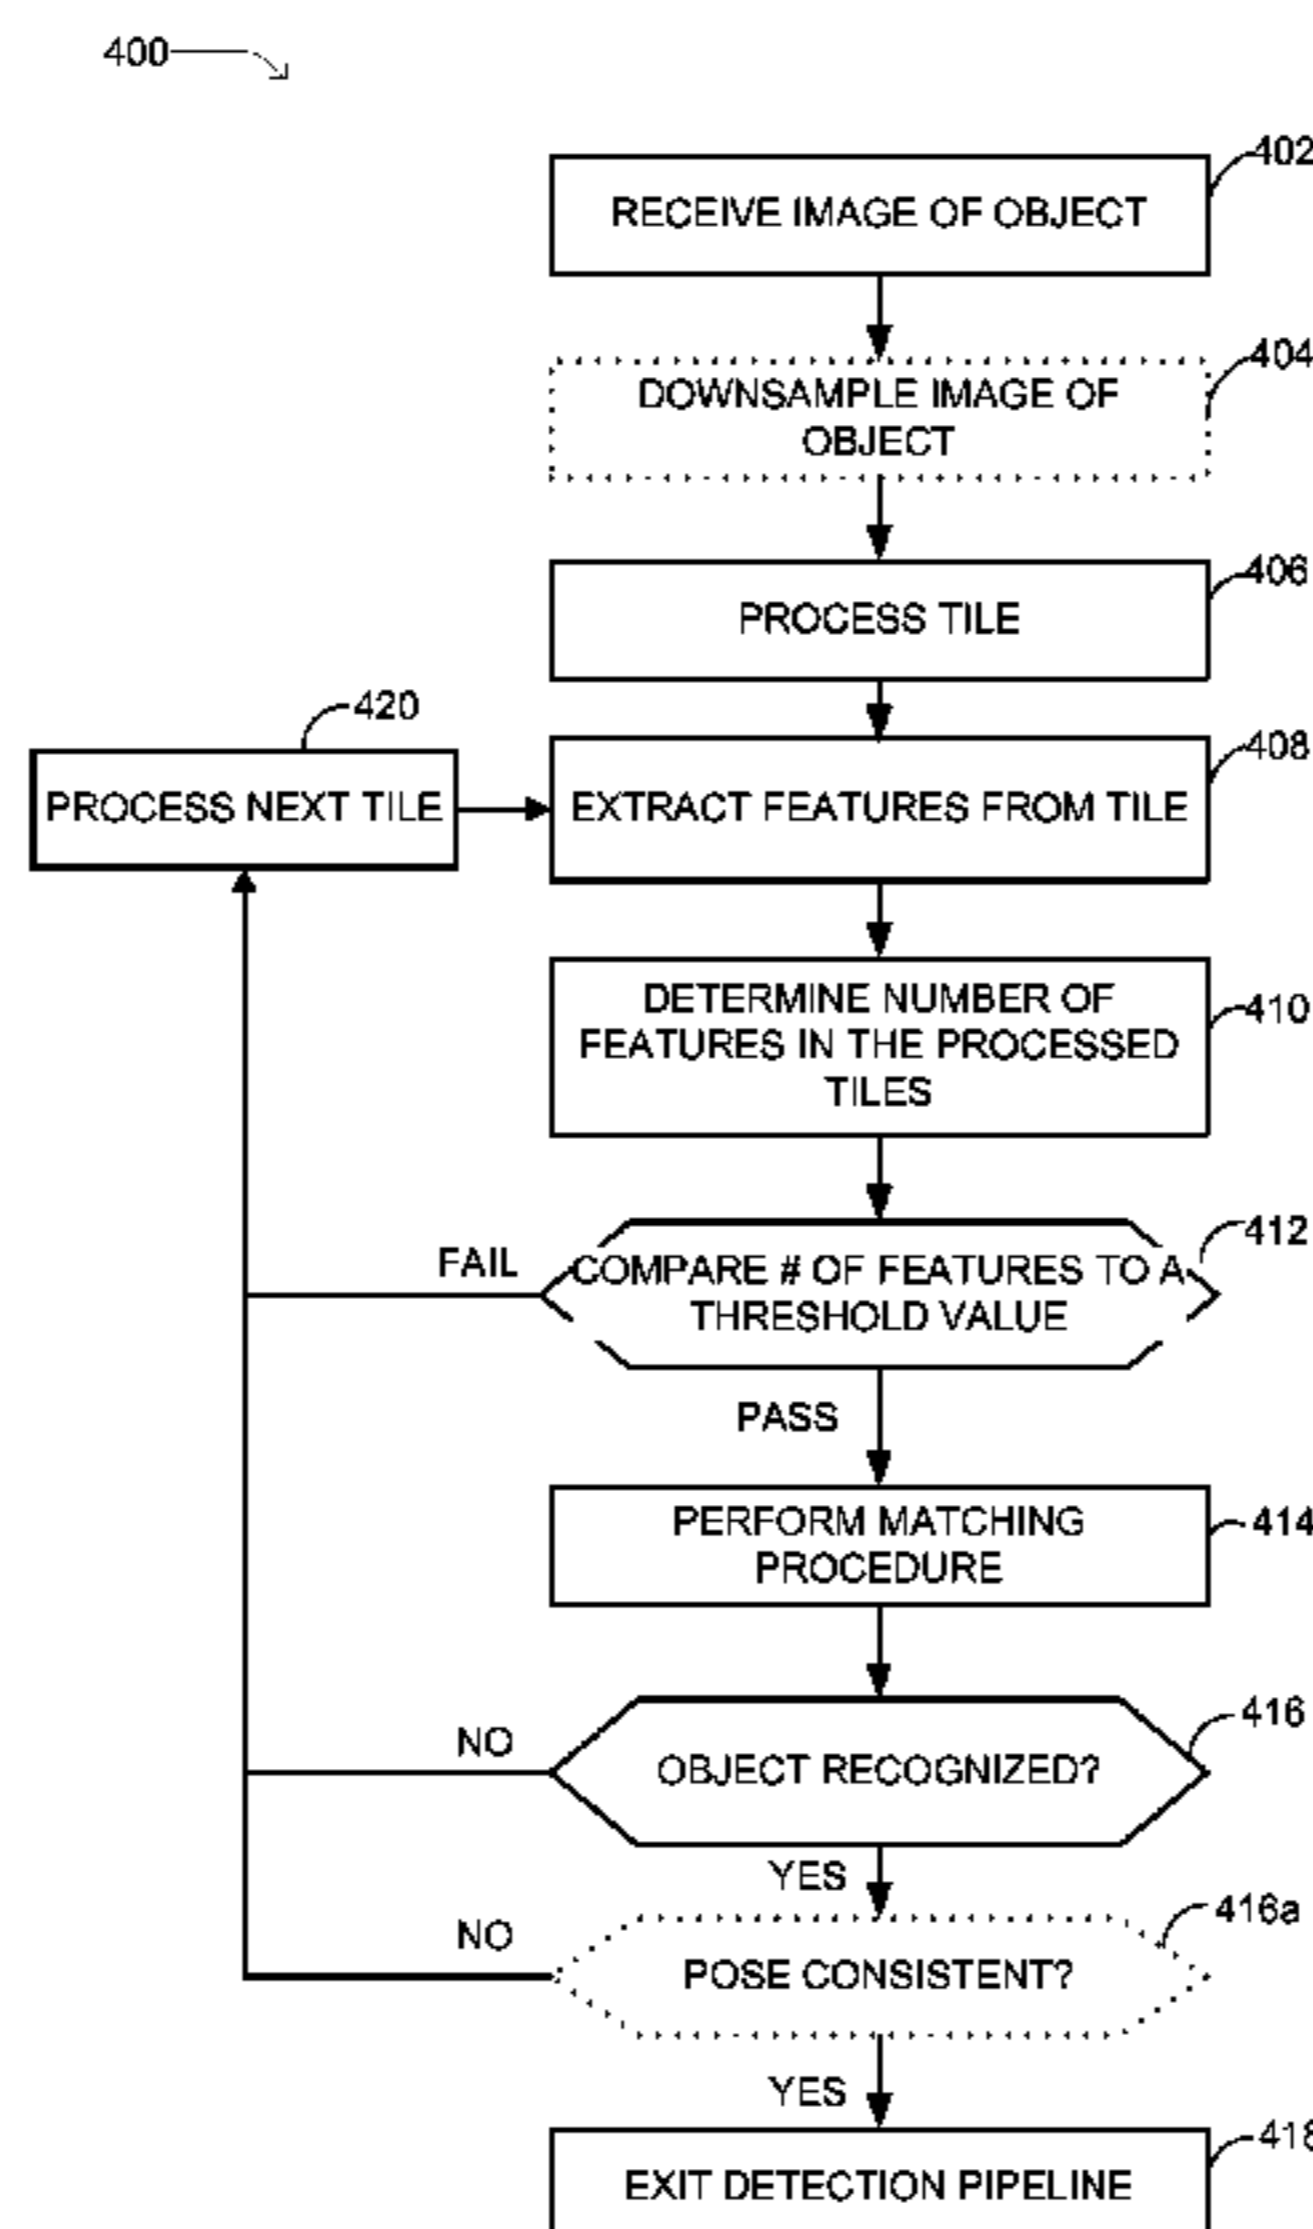 400
402
RECEIVE IMAGE OF OBJECT
404
DOWNSAMPLE IMAGE OF
OBJECT
406
PROCESS TILE
420
408
PROCESS NEXT TILE
EXTRACT FEATURES FROM TILE
DETERMINE NUMBER OF
410
FEATURES IN THE PROCESSED
TILES
412
FAIL
COMPARE # OF FEATURES TO A
THRESHOLD VALUE
PASS
PERFORM MATCHING
414
PROCEDURE
416
NO
OBJECT RECOGNIZED?
YES
416a
NO
POSE CONSISTENT?
YES
418
EXIT DETECTION PIPELINE